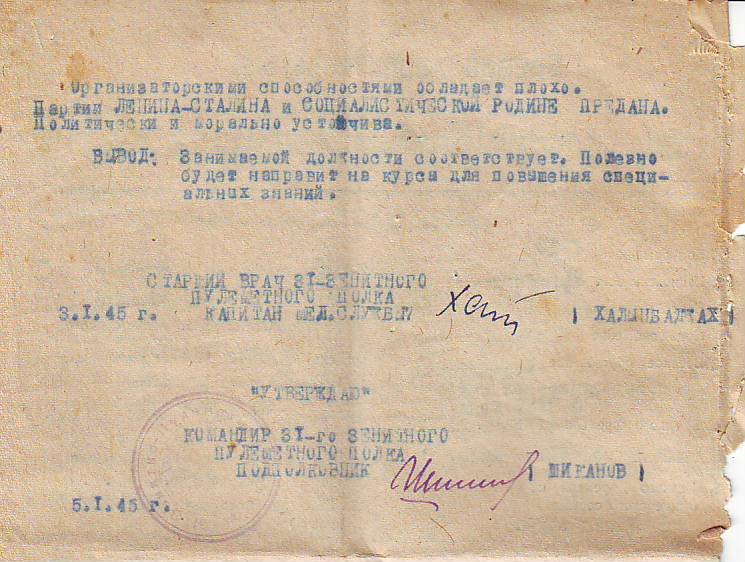 Организаторскими способностями обладает плохо.
Партии ЛЕНИНА-СТАЛИНА и СОЦИАЛИСТИЧЕСКОЙ РОДИНЕ ПРЕДАНА.
Политически и морально устойчива.
ВЫВОД: Занимаемой должности соответствует. Полезно
будет направит на курсы для повышения специ-
альных знаний.
СТАРШИЙ ВРАЧ 31-ЗЕНИТНОГО
ПУЛЕМЕТНОГО ПОЛКА
3.I.45 г. КАПИТАН МЕД.СЛУЖБЫ
"УТВЕРЖДАЮ"
КОМАНДИР 31-го ЗЕНИТНОГО
ПУЛЕМЕТНОГО ПОЛКА
ПОДПОЛКОВНИК ( ШИКАНОВ )
5.I.45 г.